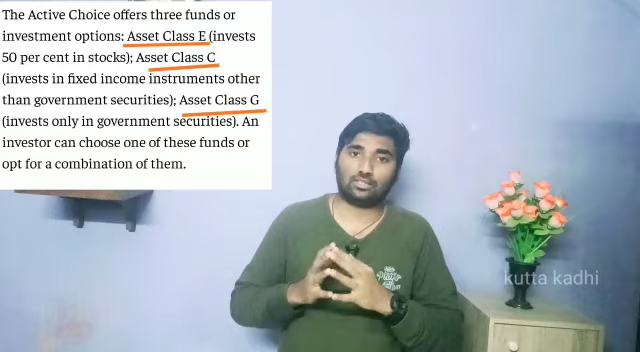 The Active Choice offers three funds or
investment options: Asset Class E (invests
50 per cent in stocks); Asset Class C
(invests in fixed income instruments other
than government securities); Asset Class G
(invests only in government securities). An
investor can choose one of these funds or
opt for a combination of them.
kutta kadhi